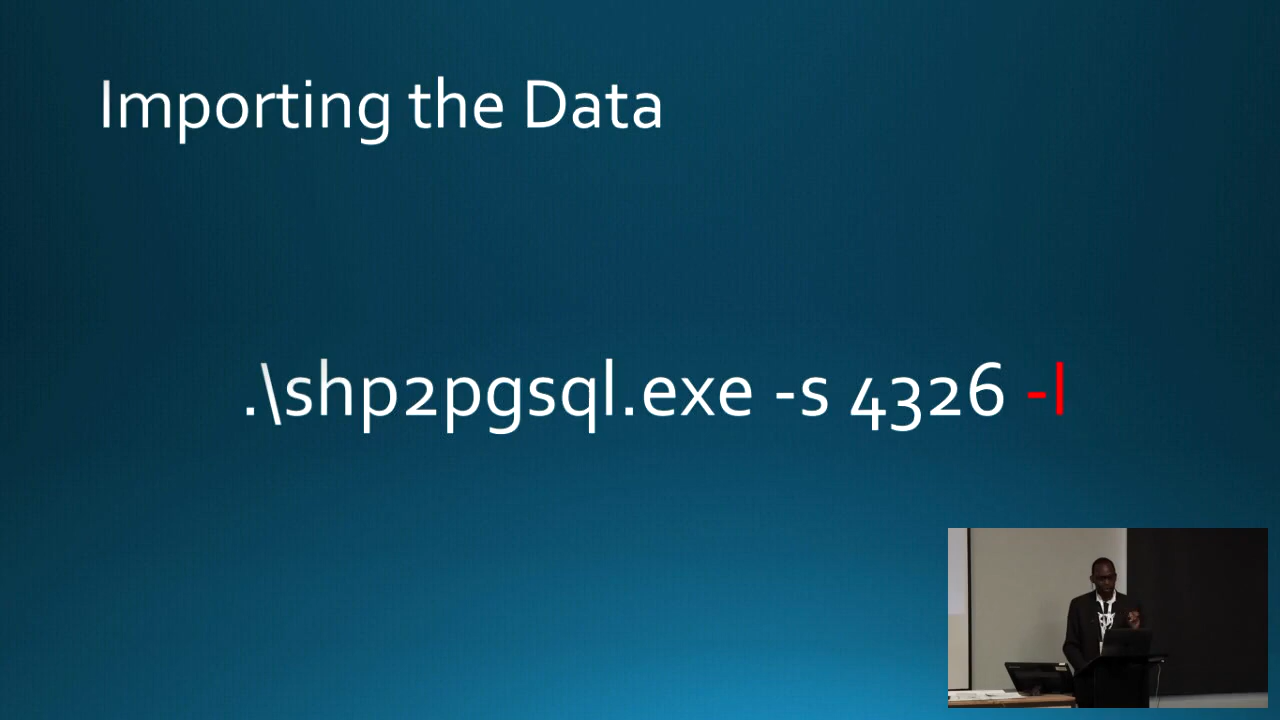 Importing the Data
.\shp2pgsql.exe -s 4326 -l